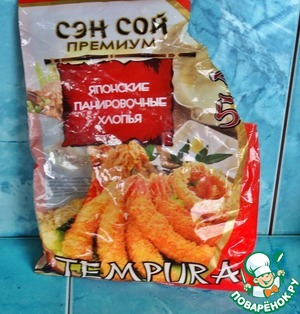 СЭН СОЙ
ПРЕМИУМ
ЯПОНСКИЕ
ПАНИРОВОЧНЫЕ
ХЛОПЬЯ
TEMPURA
ПОВАРЁНОК.РУ